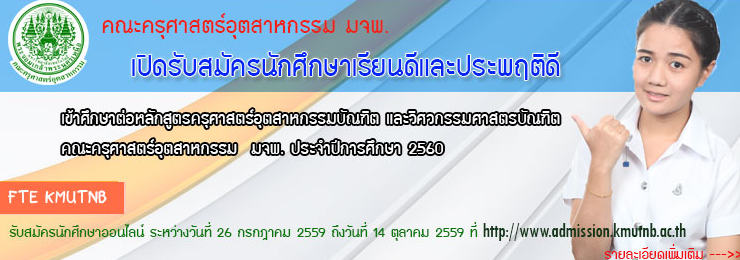 คณะครุศาสตร์อุตสาหกรรม มจพ.
เปิดรับสมัครนักศึกษาเรียนดีและประพฤติดี
เข้าศึกษาต่อหลักสูตรครุศาสตร์อุตสาหกรรมบัณฑิต และวิศวกรรมศาสตรบัณฑิต
คณะครุศาสตร์อุตสาหกรรม มจพ. ประจำปีการศึกษา 2560
FTE KMUTNB
รับสมัครนักศึกษาออนไลน์ ระหว่างวันที่ 26 กรกฎาคม 2559 ถึงวันที่ 14 ตุลาคม 2559 ที่ http://www.admission.kmutnb.ac.th
รายละเอียดเพิ่มเติม --->>